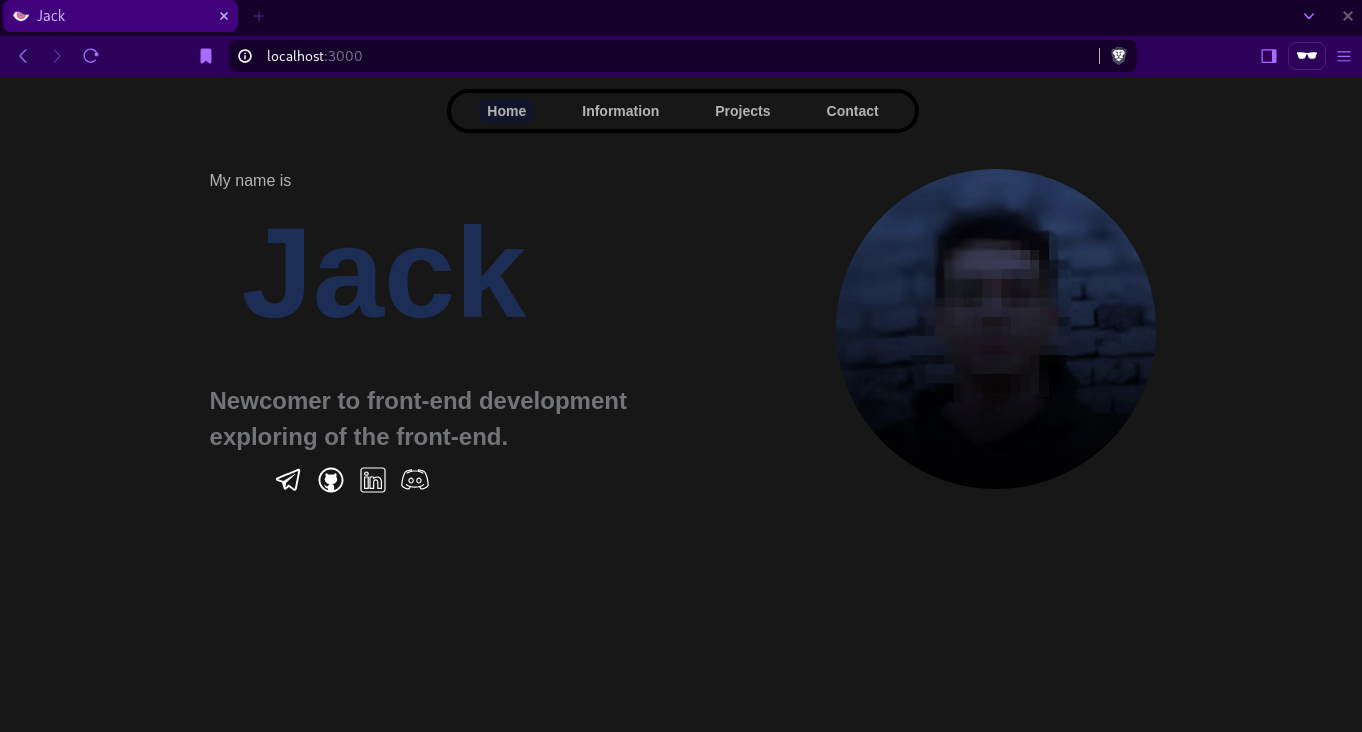 Jack
localhost:3000
Home Information Projects Contact
My name is
Jack
Newcomer to front-end development
exploring of the front-end.
in